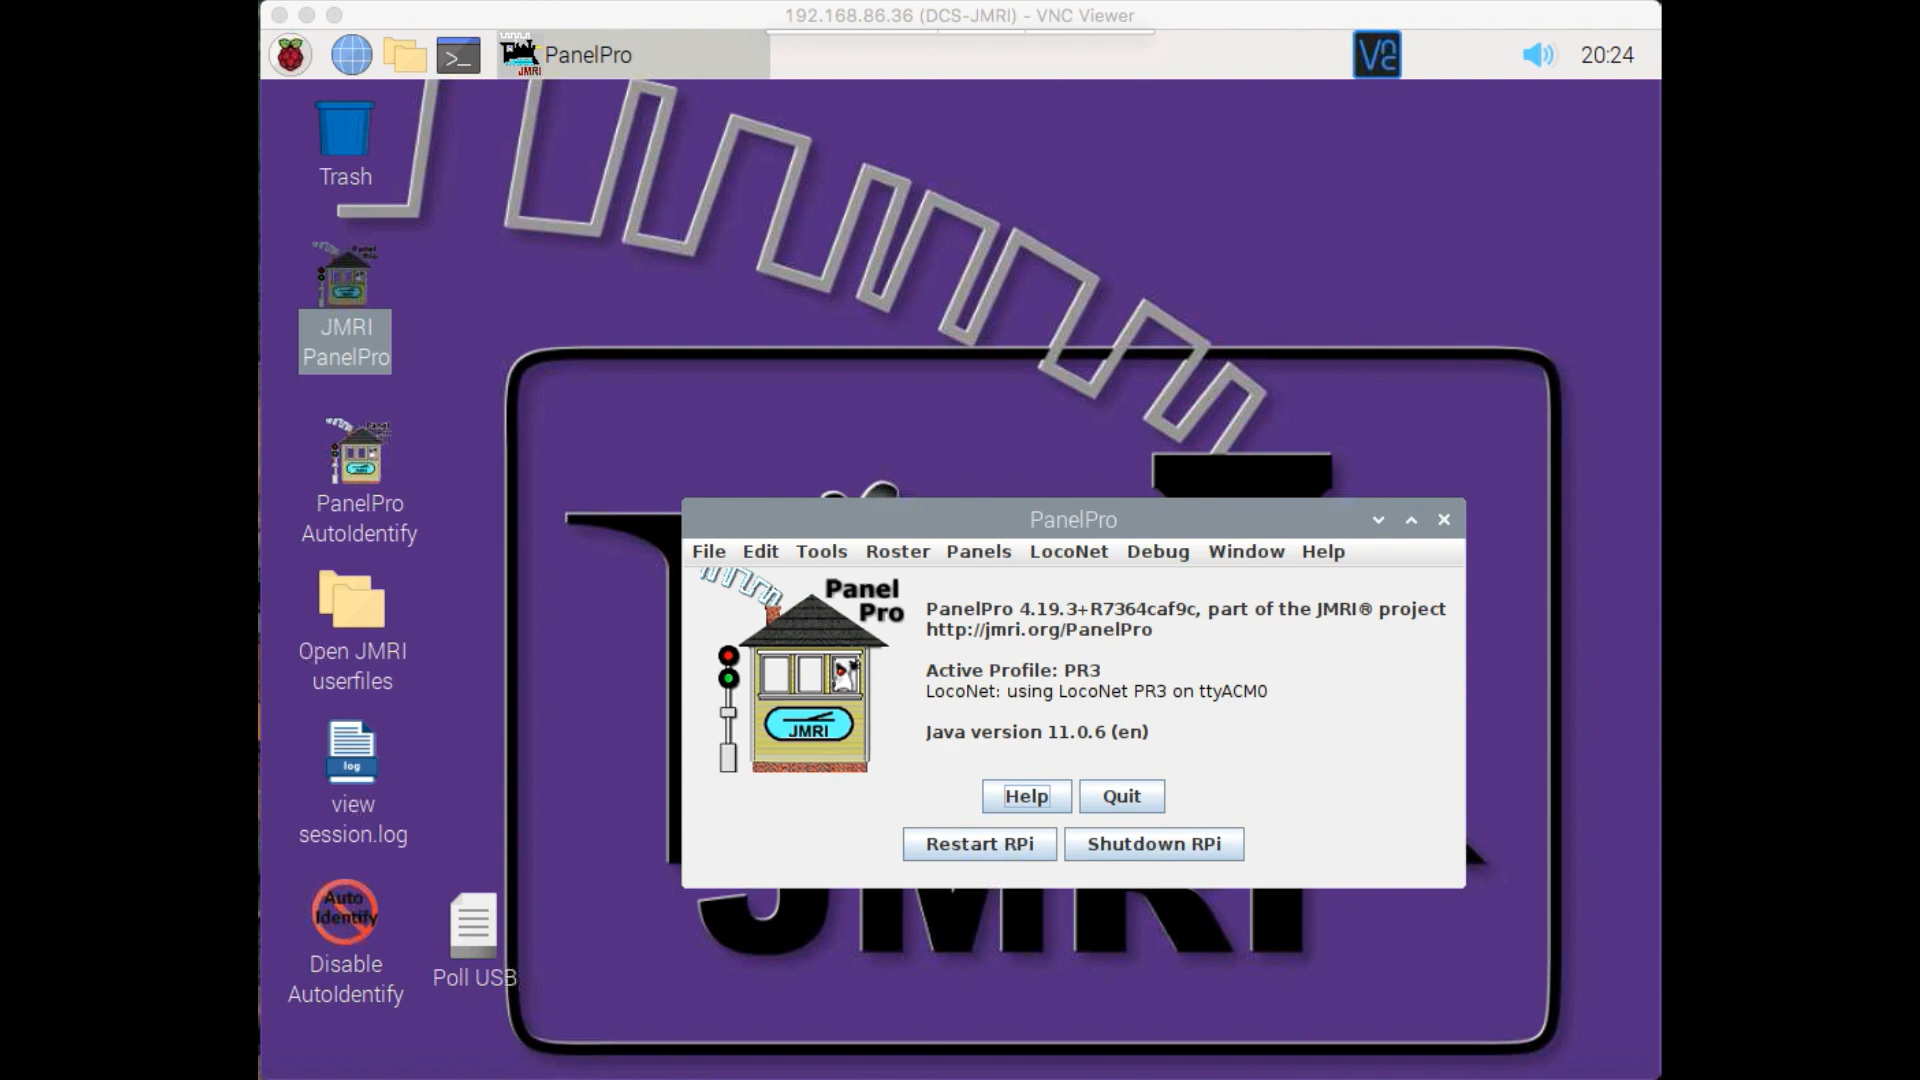 192.168.86.36 (DCS-JMRI) - VNC Viewer
>_
JMRI
PanelPro
VNC
20:24
Trash
Panel
Pro
JMRI
PanelPro
PanelPro
AutoIdentify
Open JMRI
userfiles
log
view
session.log
Auto
Identify
Disable
AutoIdentify
Poll USB
PanelPro
File Edit Tools Roster Panels LocoNet Debug Window Help
Panel
Pro
JMRI
PanelPro 4.19.3+R7364caf9c, part of the JMRI® project
http://jmri.org/PanelPro
Active Profile: PR3
LocoNet: using LocoNet PR3 on ttyACM0
Java version 11.0.6 (en)
Help Quit
Restart RPi Shutdown RPi
JMRI